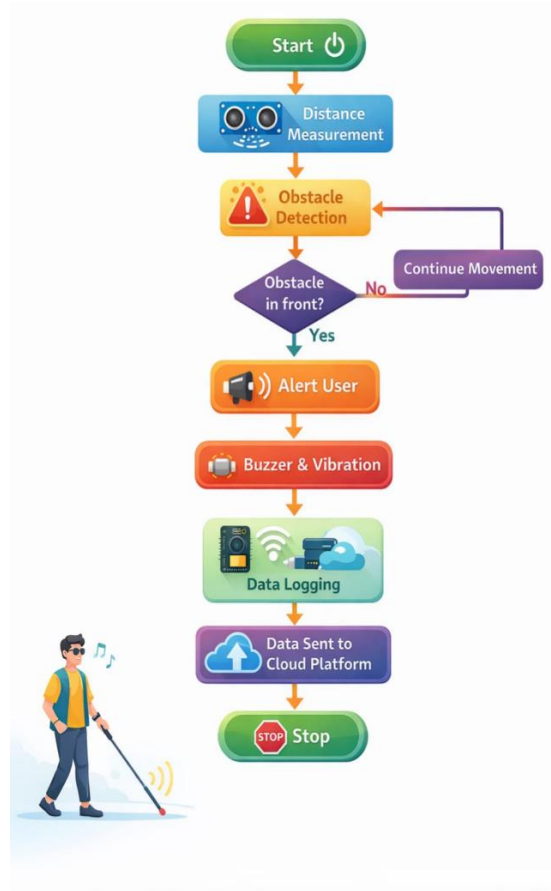 Start
Distance
Measurement
Obstacle
Detection
Continue Movement
Obstacle
in front?
No
Yes
Alert User
Buzzer & Vibration
Data Logging
Data Sent to
Cloud Platform
STOP Stop